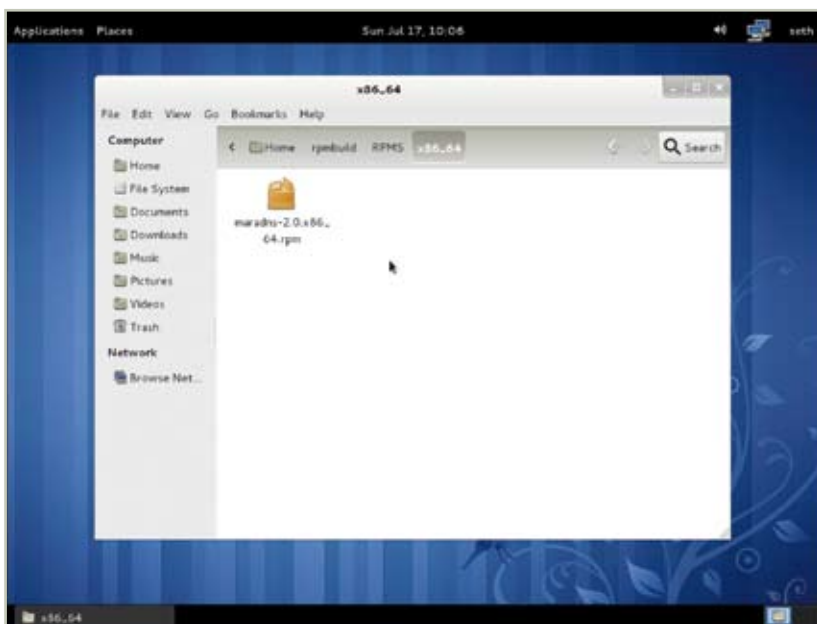 Applications Places Sun Jul 17, 10:06 seth
x86_64
File Edit View Go Bookmarks Help
Computer
Home
File System
Documents
Downloads
Music
Pictures
Videos
Trash
Network
Browse Net...
Home rpmbuild RPMS x86_64 Search
maradns-2.0.x86_
64.rpm
x86_64